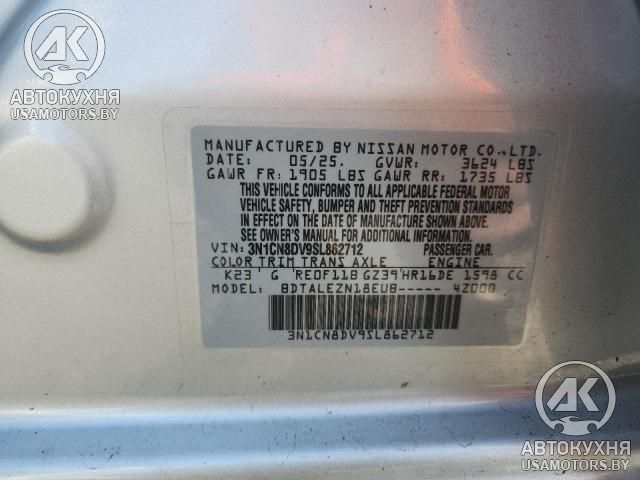 AK
АВТОКУХНЯ
USAMOTORS.BY
MANUFACTURED BY NISSAN MOTOR CO.,LTD.
DATE: 05/25. GVWR: 3624 LBS
GAWR FR: 1905 LBS GAWR RR: 1735 LBS
THIS VEHICLE CONFORMS TO ALL APPLICABLE FEDERAL MOTOR
VEHICLE SAFETY, BUMPER AND THEFT PREVENTION STANDARDS
IN EFFECT ON THE DATE OF MANUFACTURE SHOWN ABOVE.
SEE OWNER'S MANUAL FOR ADDITIONAL INFORMATION.
VIN: 3N1CN8DV9SL862712 PASSENGER CAR.
COLOR TRIM TRANS AXLE ENGINE
K23 G RE0F11B GZ39 HR16DE 1598 CC
MODEL: BDTALEZN18EUB----- 4Z000
3N1CN8DV9SL862712
AK
АВТОКУХНЯ
USAMOTORS.BY